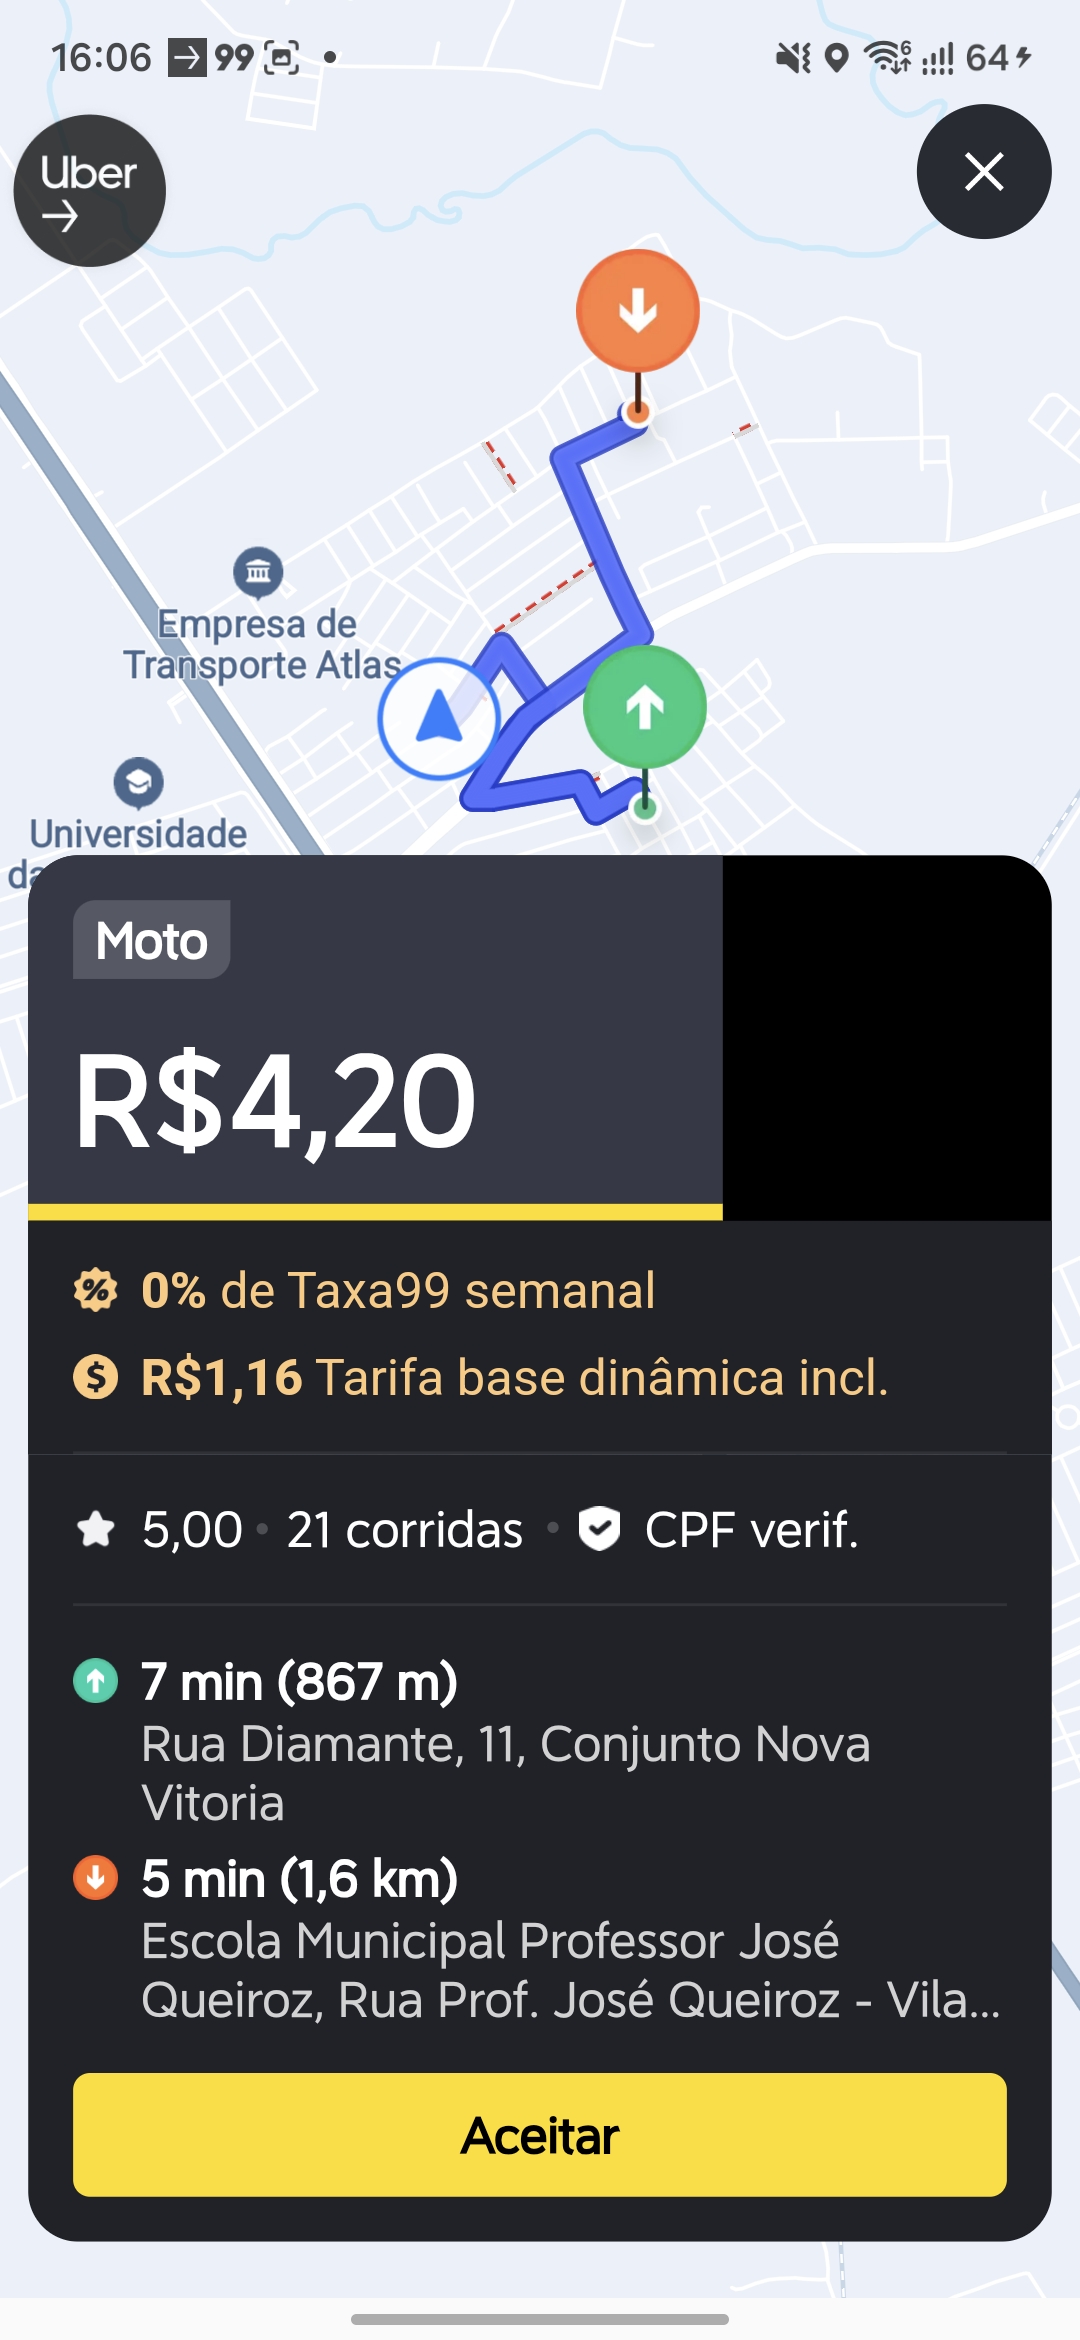 16:06 99 6 64
Uber
Empresa de
Transporte Atlas
Universidade
da
Moto
R$4,20
0% de Taxa99 semanal
R$1,16 Tarifa base dinâmica incl.
5,00 • 21 corridas • CPF verif.
7 min (867 m)
Rua Diamante, 11, Conjunto Nova
Vitoria
5 min (1,6 km)
Escola Municipal Professor José
Queiroz, Rua Prof. José Queiroz - Vila...
Aceitar